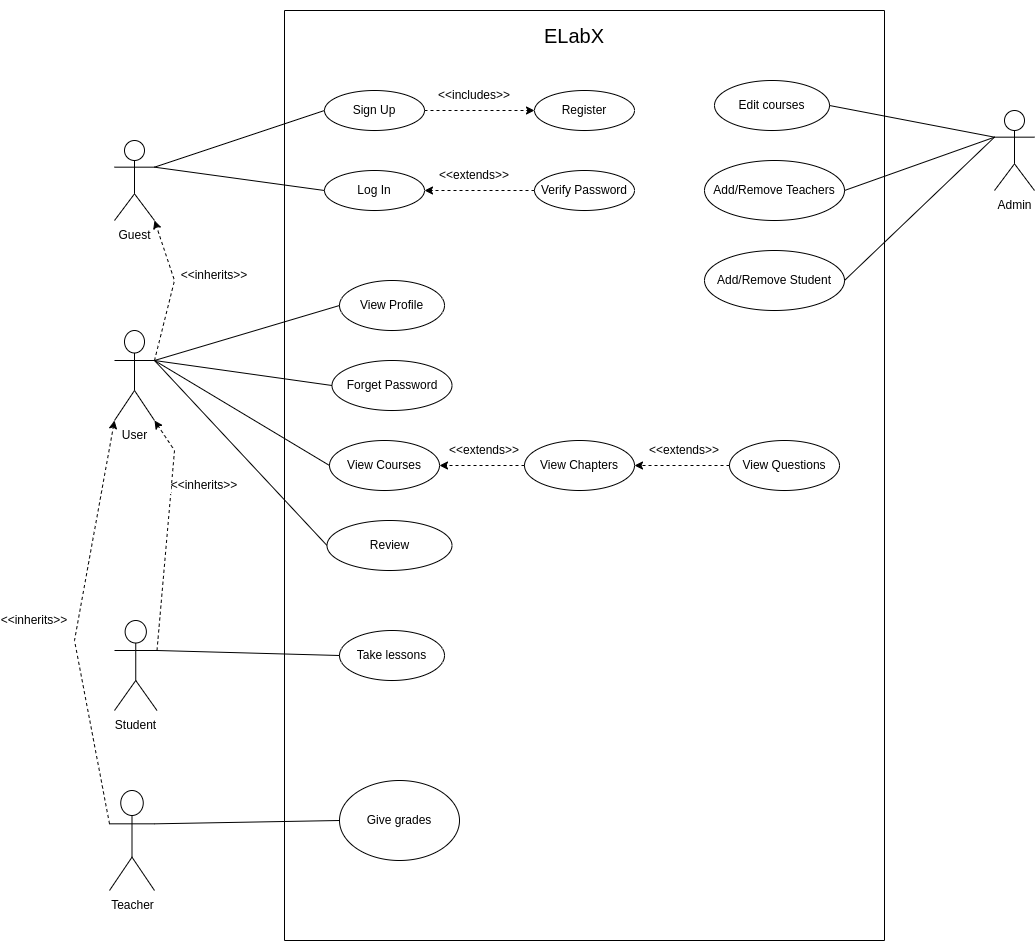 ELabX
Sign Up
<<includes>>
Register
Edit courses
Log In
<<extends>>
Verify Password
Add/Remove Teachers
Admin
Guest
<<inherits>>
Add/Remove Student
View Profile
Forget Password
User
View Courses
<<extends>>
View Chapters
<<extends>>
View Questions
<<inherits>>
Review
<<inherits>>
Take lessons
Student
Give grades
Teacher